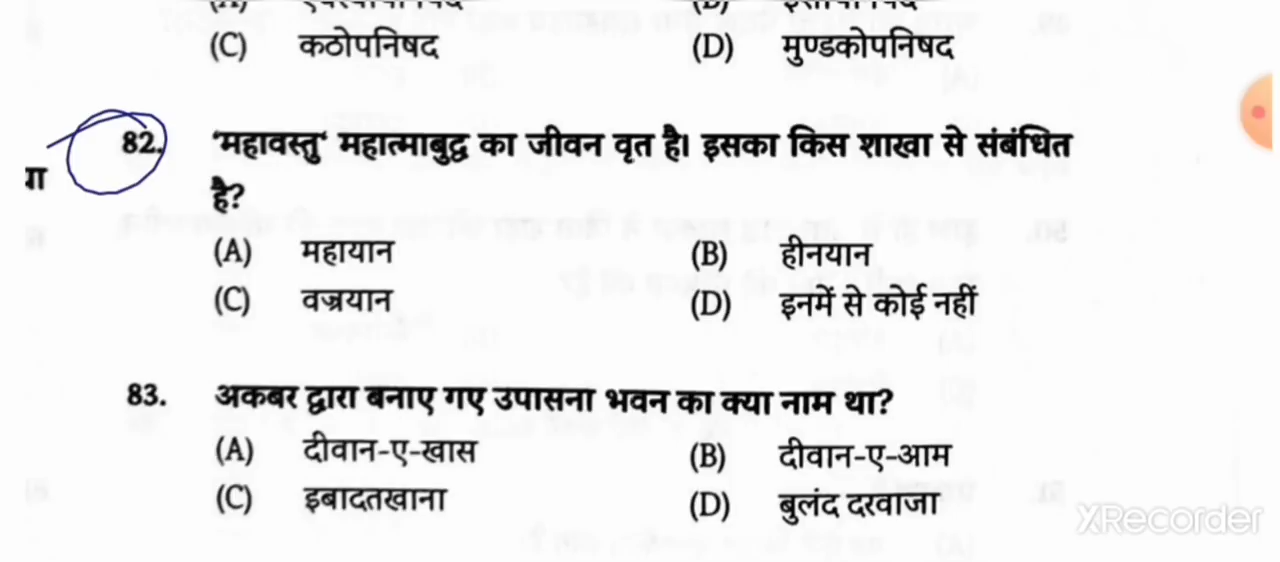 (C) कठोपनिषद (D) मुण्डकोपनिषद
82. 'महावस्तु' महात्माबुद्ध का जीवन वृत है। इसका किस शाखा से संबंधित
है?
(A) महायान (B) हीनयान
(C) वज्रयान (D) इनमें से कोई नहीं
83. अकबर द्वारा बनाए गए उपासना भवन का क्या नाम था?
(A) दीवान-ए-खास (B) दीवान-ए-आम
(C) इबादतखाना (D) बुलंद दरवाजा
XRecorder